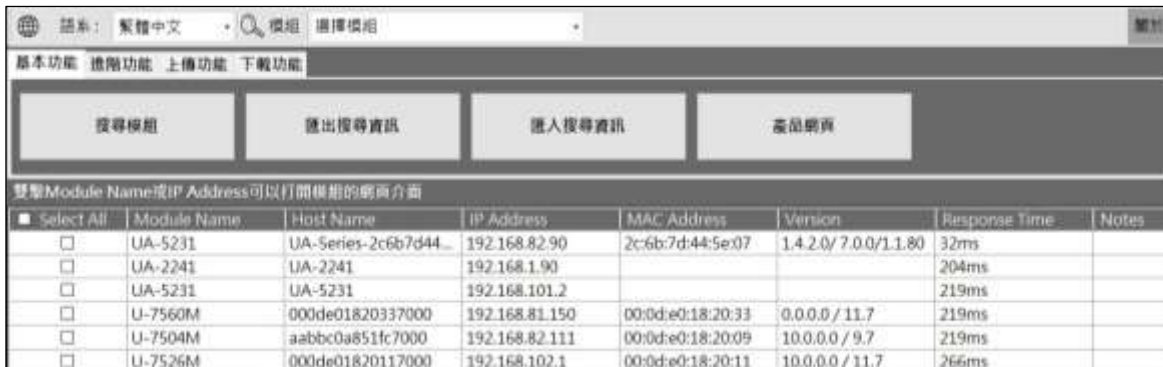 語系： 繁體中文 模組 選擇模組 關於
基本功能 進階功能 上傳功能 下載功能
搜尋模組 匯出搜尋資訊 匯入搜尋資訊 產品網頁
雙擊Module Name或IP Address可以打開模組的網頁介面
Select All Module Name Host Name IP Address MAC Address Version Response Time Notes
UA-5231 UA-Series-2c6b7d44... 192.168.82.90 2c:6b:7d:44:5e:07 1.4.2.0/ 7.0.0/1.1.80 32ms
UA-2241 UA-2241 192.168.1.90 204ms
UA-5231 UA-5231 192.168.101.2 219ms
U-7560M 000de01820337000 192.168.81.150 00:0d:e0:18:20:33 0.0.0.0 / 11.7 219ms
U-7504M aabbc0a851fc7000 192.168.82.111 00:0d:e0:18:20:09 10.0.0.0 / 9.7 219ms
U-7526M 000de01820117000 192.168.102.1 00:0d:e0:18:20:11 10.0.0.0 / 11.7 266ms